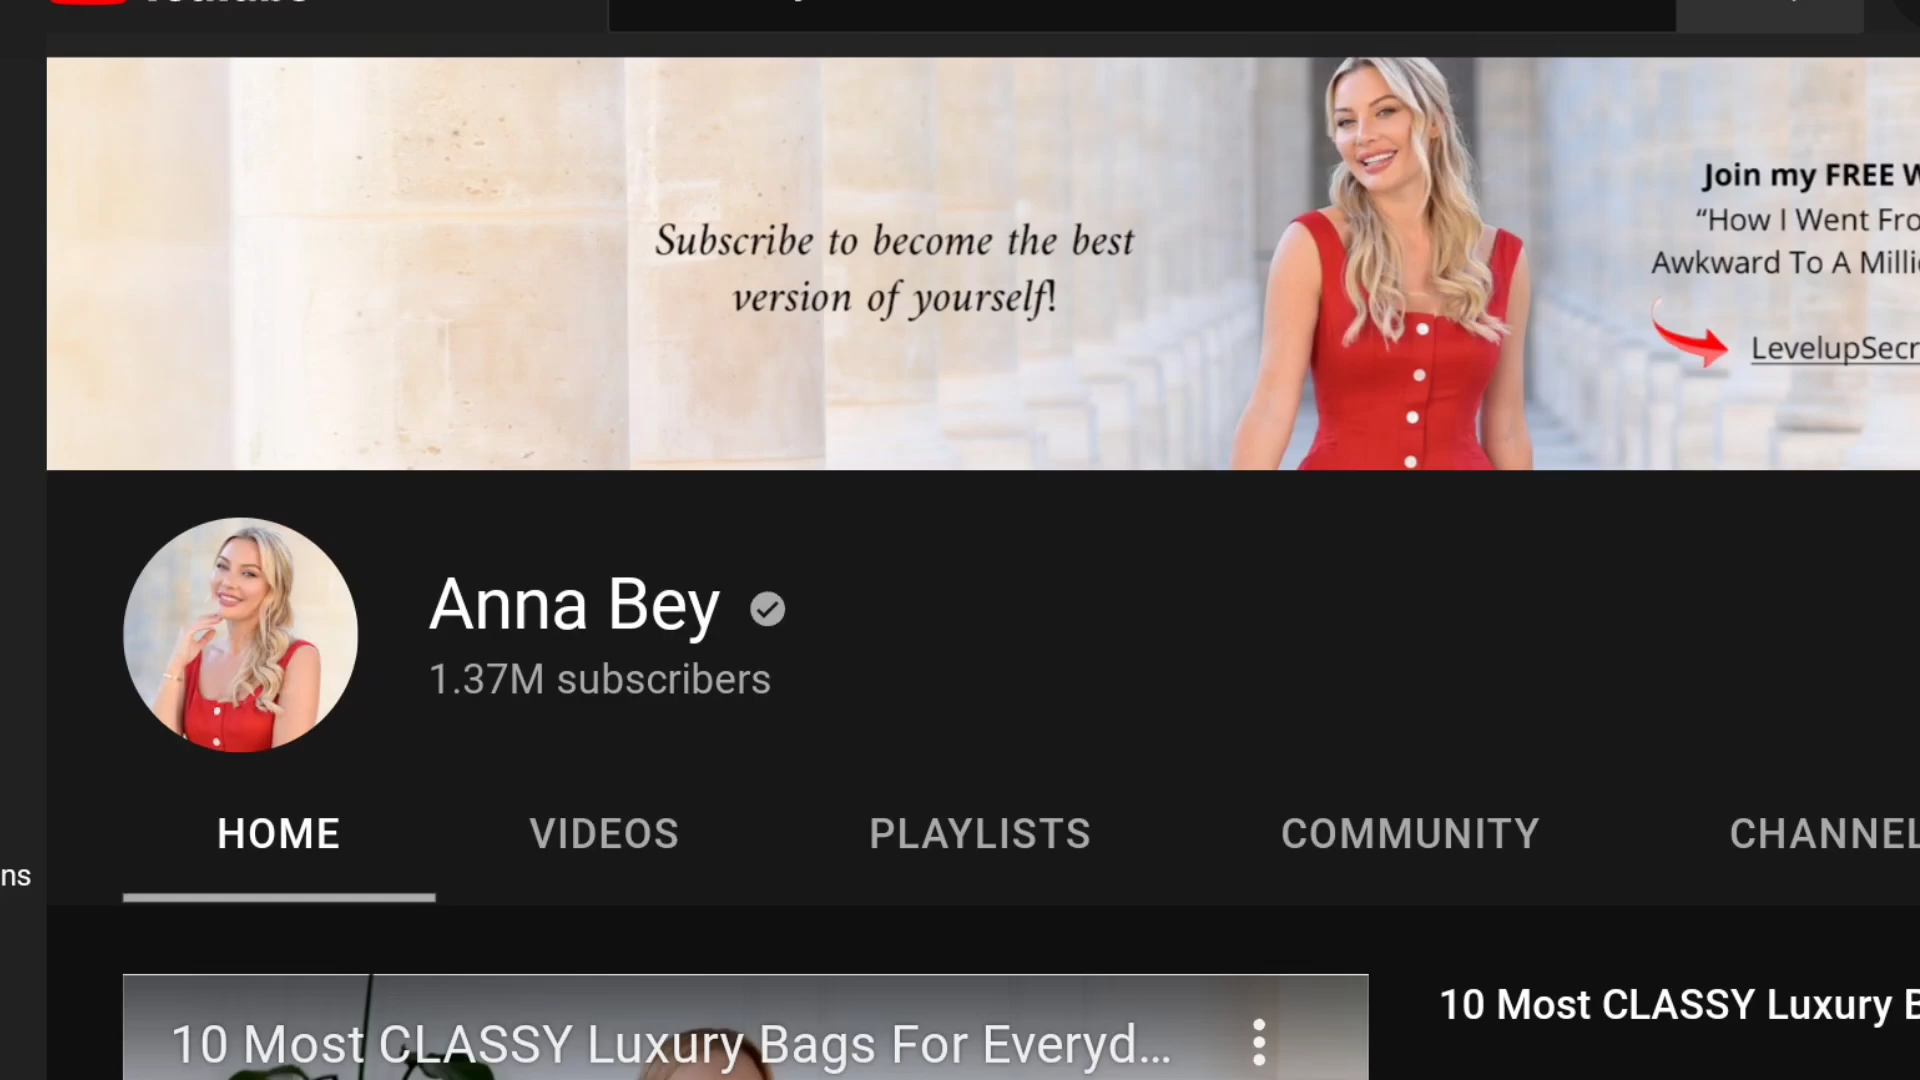 Subscribe to become the best
version of yourself!
Join my FREE
“How I Went
Awkward To A
Anna Bey
1.37M subscribers
HOME
VIDEOS
PLAYLISTS
COMMUNITY
10 Most CLASSY Luxury Bags For Everyd...
10 Most CLASSY Luxury